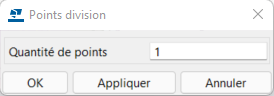 Points division
Quantité de points 1
OK Appliquer Annuler